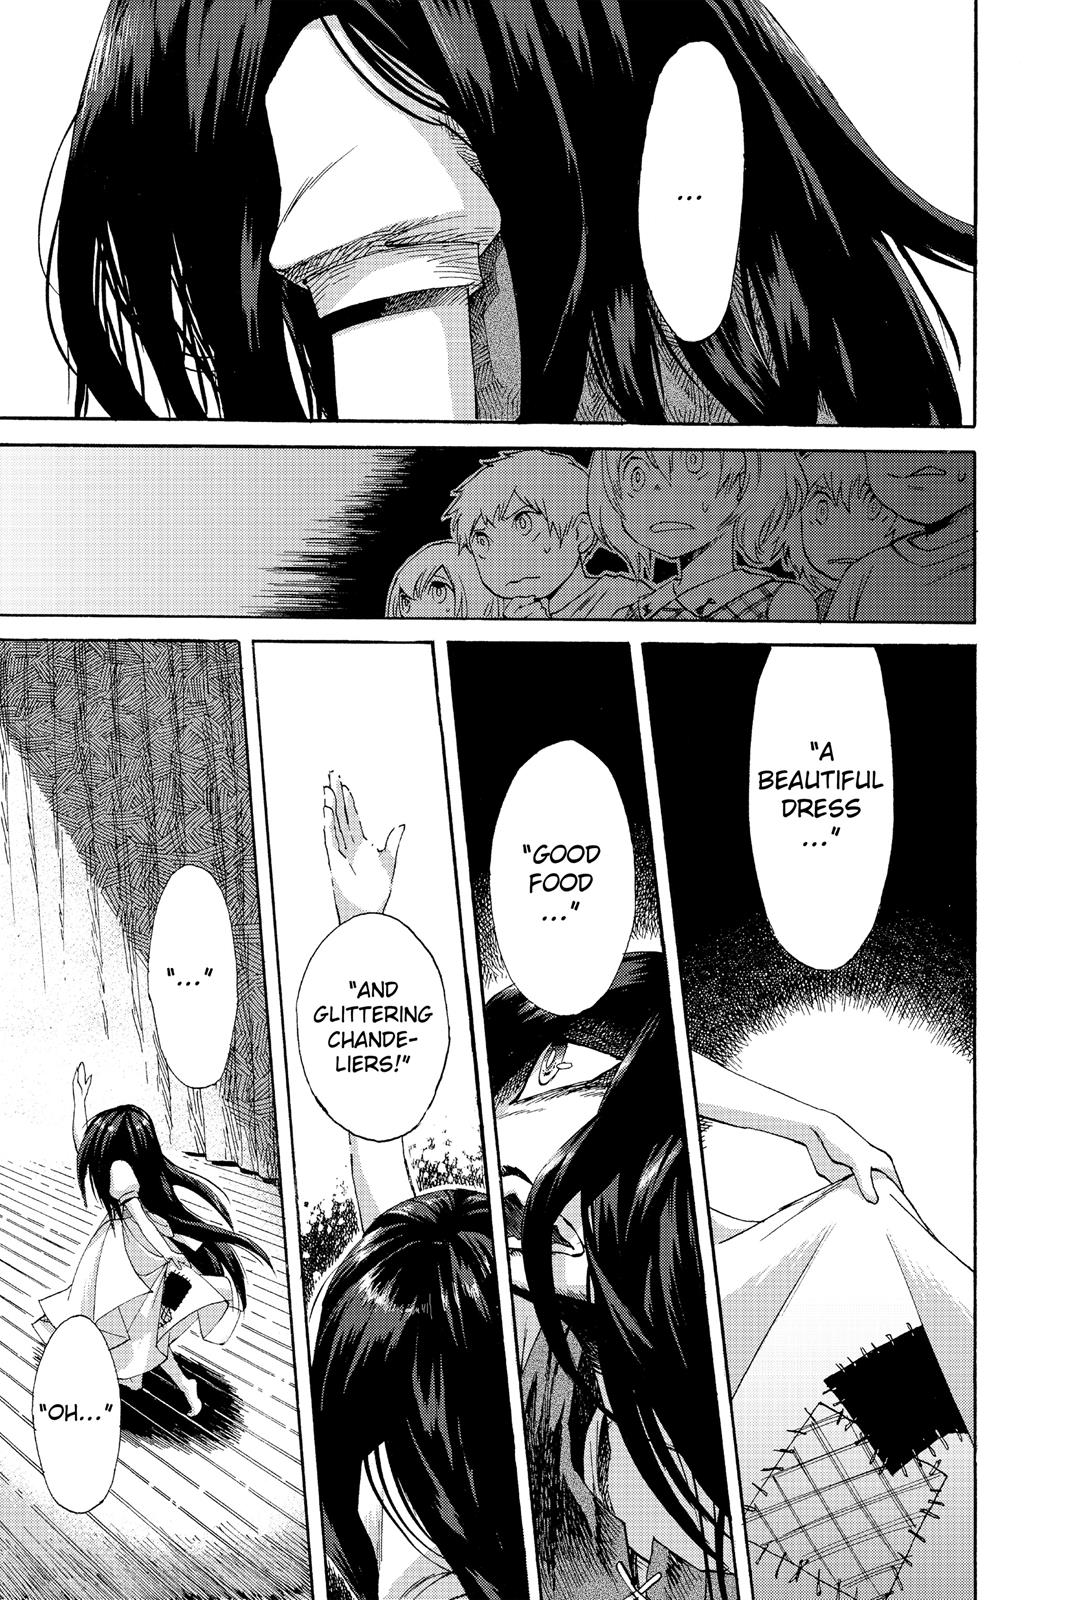 ...
"A
BEAUTIFUL
DRESS
..."
"GOOD
FOOD
..."
"AND
GLITTERING
CHANDE-
LIERS!"
"..."
"OH..."